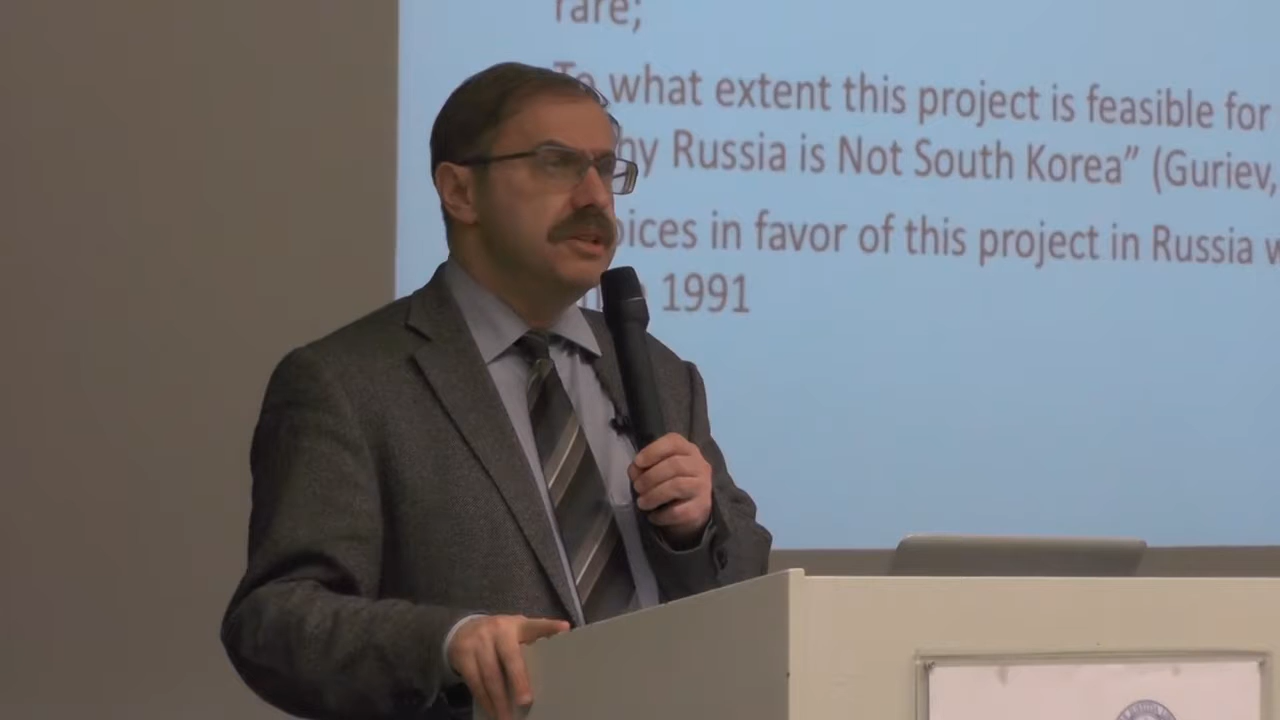 rare;
To what extent this project is feasible for
hy Russia is Not South Korea” (Guriev,
oices in favor of this project in Russia
1991